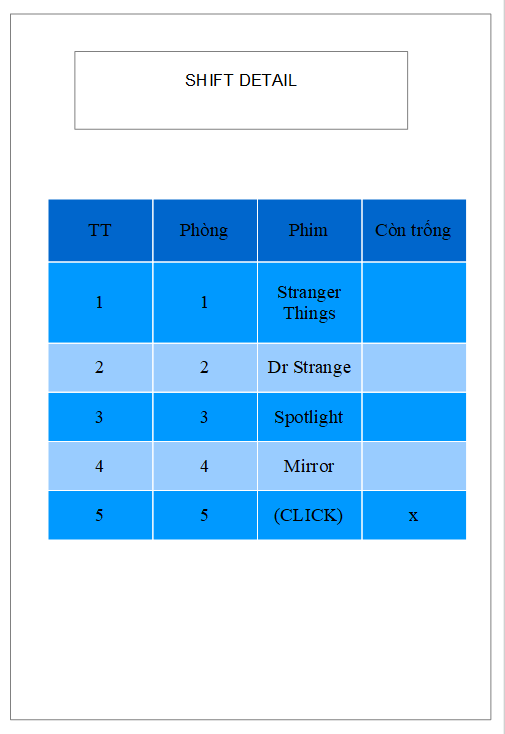 SHIFT DETAIL
TT Phòng Phim Còn trống
1 1 Stranger Things
2 2 Dr Strange
3 3 Spotlight
4 4 Mirror
5 5 (CLICK) x